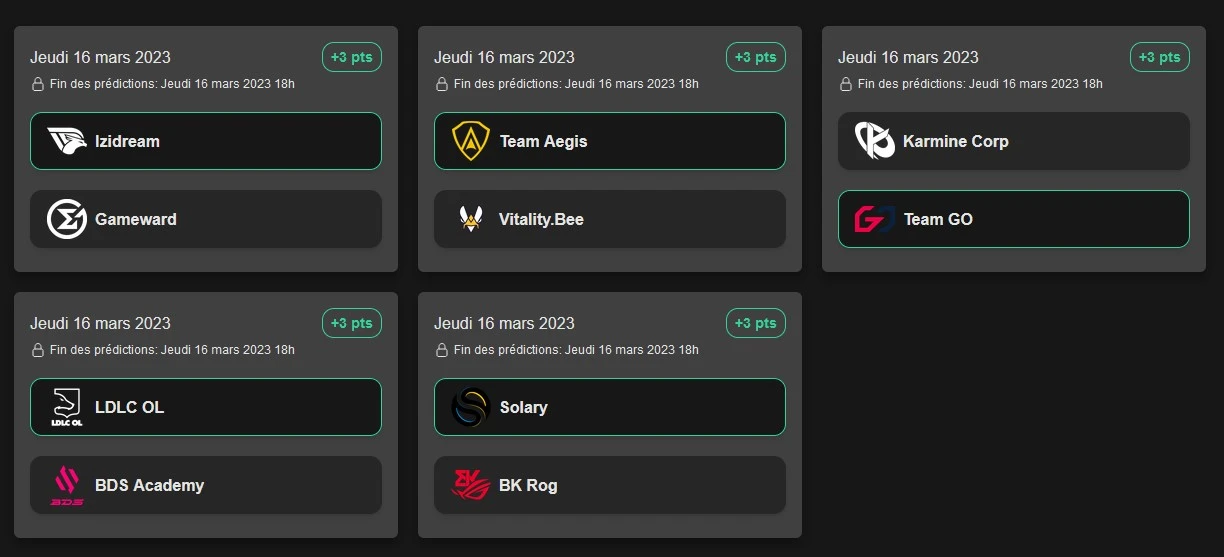 Jeudi 16 mars 2023
+3 pts
Fin des prédictions: Jeudi 16 mars 2023 18h
Izidream
Gameward
Jeudi 16 mars 2023
+3 pts
Fin des prédictions: Jeudi 16 mars 2023 18h
Team Aegis
Vitality.Bee
Jeudi 16 mars 2023
+3 pts
Fin des prédictions: Jeudi 16 mars 2023 18h
Karmine Corp
Team GO
Jeudi 16 mars 2023
+3 pts
Fin des prédictions: Jeudi 16 mars 2023 18h
LDLC OL
LDLC OL
BDS
BDS Academy
Jeudi 16 mars 2023
+3 pts
Fin des prédictions: Jeudi 16 mars 2023 18h
Solary
BK Rog